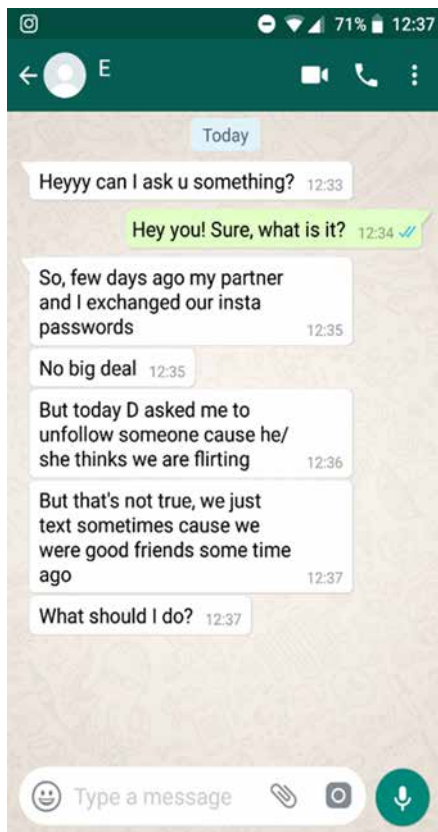 71% 12:37
E
Today
Heyyy can I ask u something? 12:33
Hey you! Sure, what is it? 12:34
So, few days ago my partner
and I exchanged our insta
passwords 12:35
No big deal 12:35
But today D asked me to
unfollow someone cause he/
she thinks we are flirting 12:36
But that's not true, we just
text sometimes cause we
were good friends some time
ago 12:37
What should I do? 12:37
Type a message